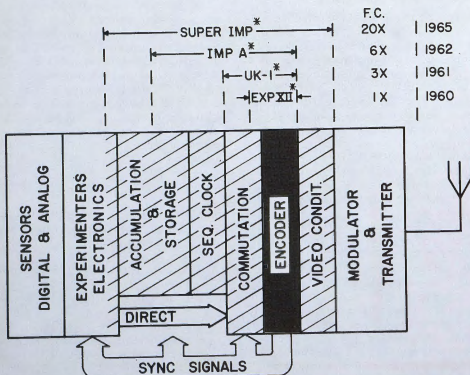 F.C.
SUPER IMP* 20X 1965
IMP A* 6X 1962
UK-1* 3X 1961
EXP XII* 1X 1960
SENSORS
DIGITAL & ANALOG
EXPERIMENTERS
ELECTRONICS
ACCUMULATION
&
STORAGE
SEQ. CLOCK
COMMUTATION
ENCODER
VIDEO CONDIT.
MODULATOR
&
TRANSMITTER
DIRECT
SYNC SIGNALS